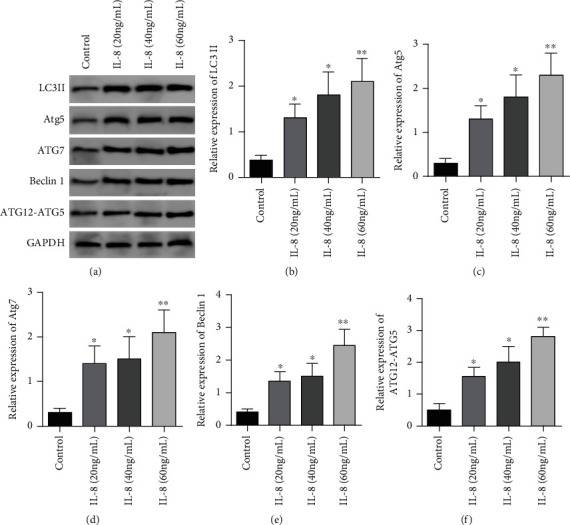 Control
IL-8 (20ng/mL)
IL-8 (40ng/mL)
IL-8 (60ng/mL)
LC3II
Atg5
ATG7
Beclin 1
ATG12-ATG5
GAPDH
(a)
Relative expression of LC3 II
3
2
1
0
*
*
**
Control
IL-8 (20ng/mL)
IL-8 (40ng/mL)
IL-8 (60ng/mL)
(b)
Relative expression of Atg5
3
2
1
0
*
*
**
Control
IL-8 (20ng/mL)
IL-8 (40ng/mL)
IL-8 (60ng/mL)
(c)
Relative expression of Atg7
3
2
1
0
*
*
**
Control
IL-8 (20ng/mL)
IL-8 (40ng/mL)
IL-8 (60ng/mL)
(d)
Relative expression of Beclin 1
4
3
2
1
0
*
*
**
Control
IL-8 (20ng/mL)
IL-8 (40ng/mL)
IL-8 (60ng/mL)
(e)
Relative expression of
ATG12-ATG5
4
3
2
1
0
*
*
**
Control
IL-8 (20ng/mL)
IL-8 (40ng/mL)
IL-8 (60ng/mL)
(f)